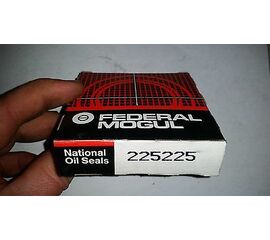 FEDERAL
MOGUL
National
Oil Seals
225225